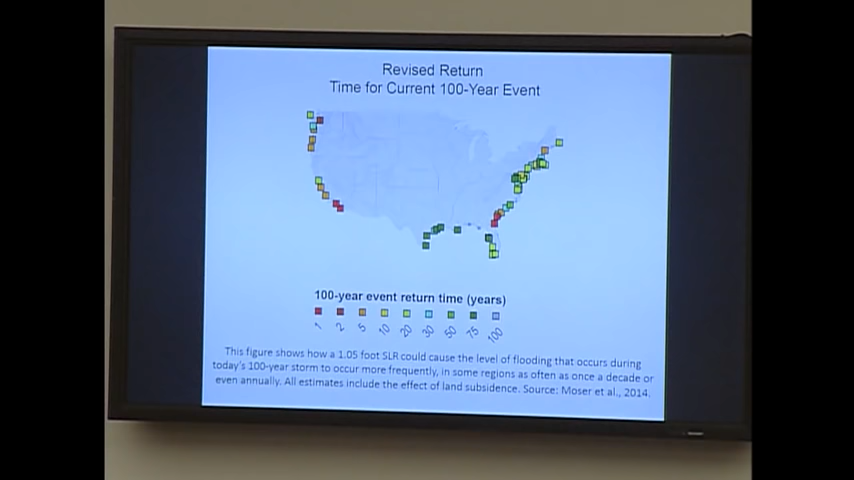 Revised Return
Time for Current 100-Year Event
100-year event return time (years)
1 2 5 10 20 30 50 75 100
This figure shows how a 1.05 foot SLR could cause the level of flooding that occurs during
today's 100-year storm to occur more frequently, in some regions as often as once a decade or
even annually. All estimates include the effect of land subsidence. Source: Moser et al., 2014.